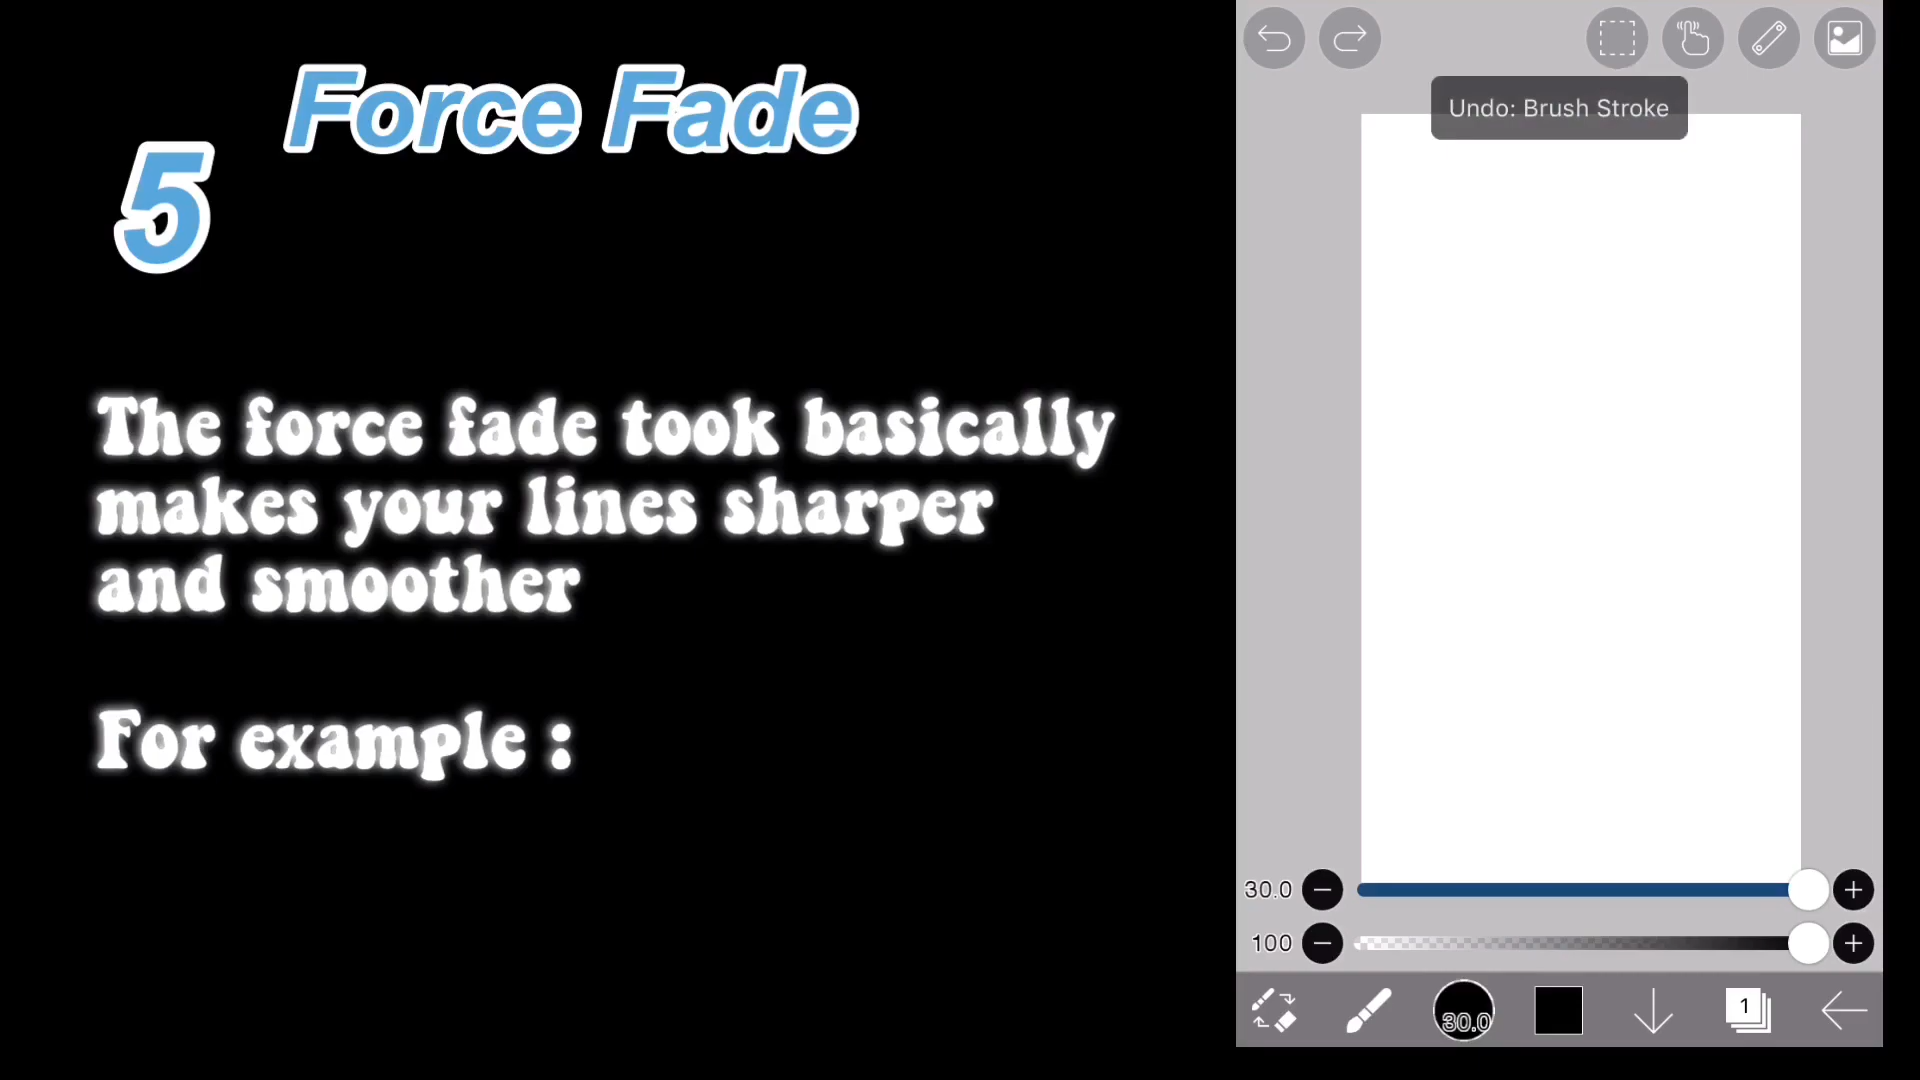 Force Fade
5
The force fade took basically
makes your lines sharper
and smoother
For example :
Undo: Brush Stroke
30.0
100
30.0
1